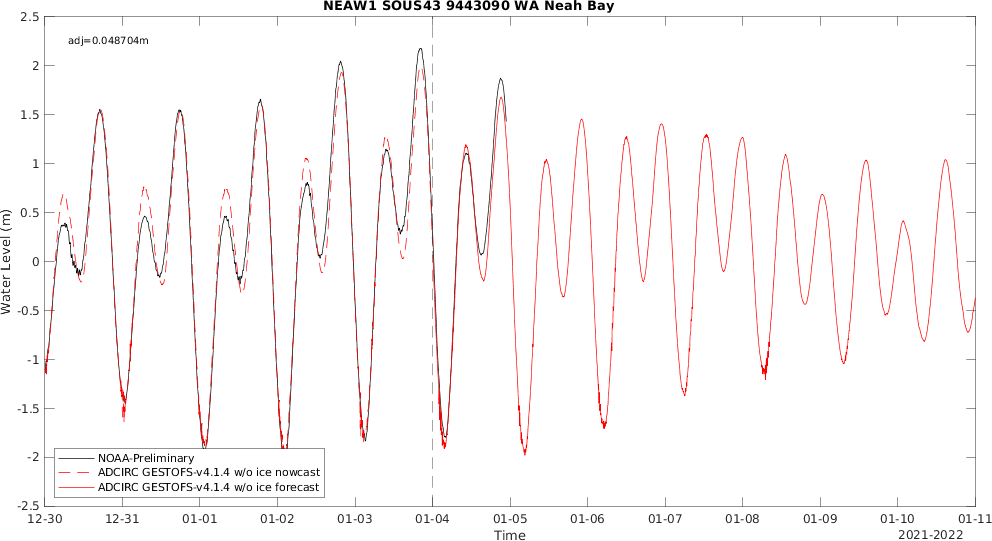 NEAW1 SOUS43 9443090 WA Neah Bay
adj=0.048704m
2.5
2
1.5
1
0.5
0
-0.5
-1
-1.5
-2
-2.5
Water Level (m)
NOAA-Preliminary
ADCIRC GESTOFS-v4.1.4 w/o ice nowcast
ADCIRC GESTOFS-v4.1.4 w/o ice forecast
12-30 12-31 01-01 01-02 01-03 01-04 01-05 01-06 01-07 01-08 01-09 01-10 01-11
Time
2021-2022